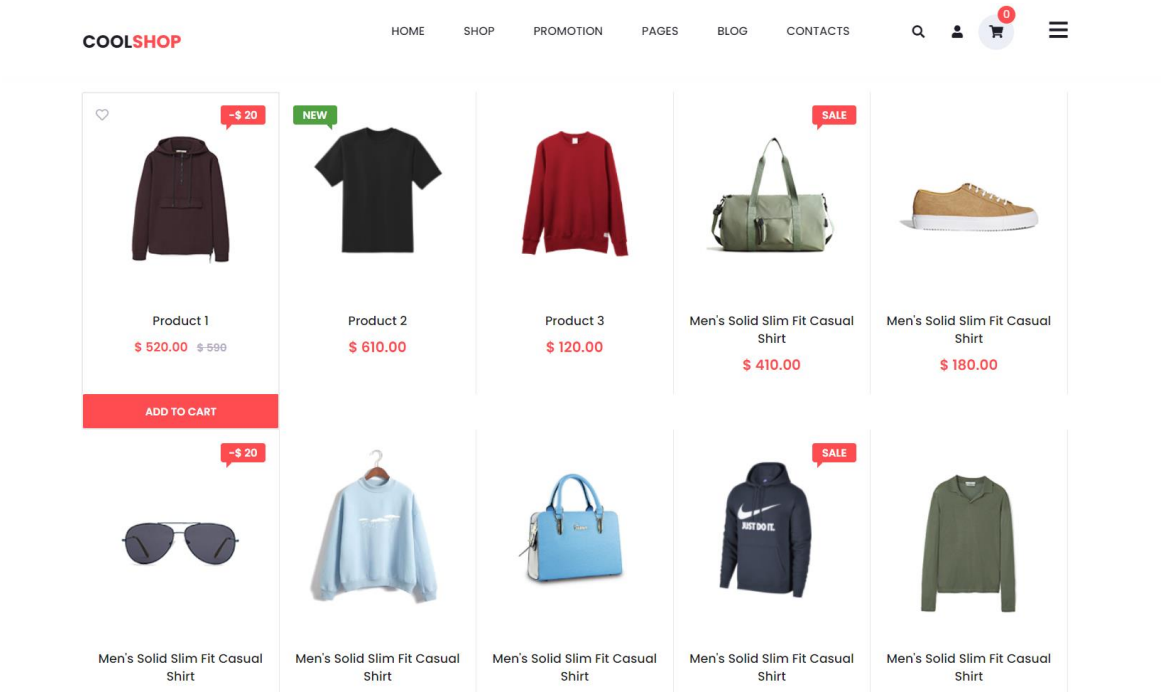 COOLSHOP
HOME SHOP PROMOTION PAGES BLOG CONTACTS
0
-$ 20
NEW
SALE
Product 1
$ 520.00 $ 590
ADD TO CART
Product 2
$ 610.00
Product 3
$ 120.00
Men's Solid Slim Fit Casual
Shirt
$ 410.00
Men's Solid Slim Fit Casual
Shirt
$ 180.00
-$ 20
SALE
JUST DO IT.
Men's Solid Slim Fit Casual
Shirt
Men's Solid Slim Fit Casual
Shirt
Men's Solid Slim Fit Casual
Shirt
Men's Solid Slim Fit Casual
Shirt
Men's Solid Slim Fit Casual
Shirt